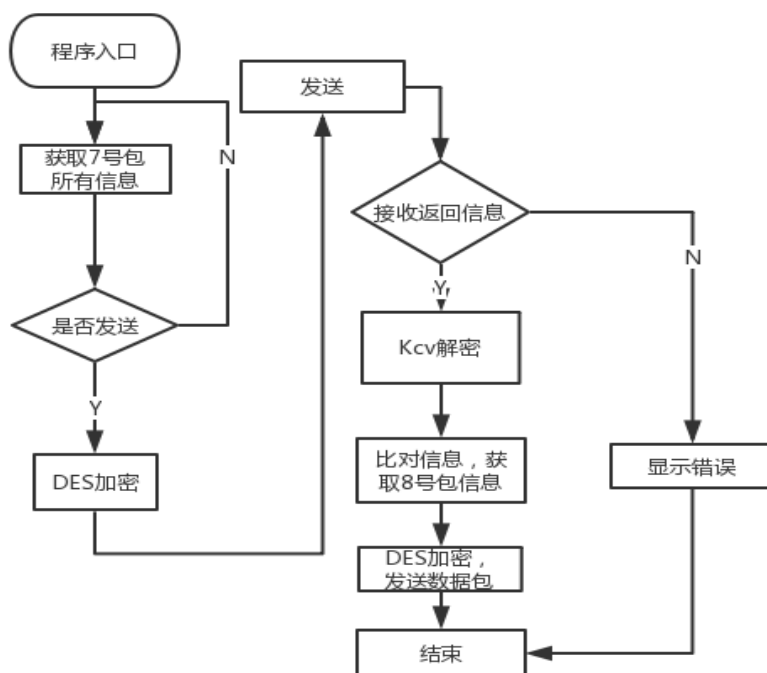 程序入口
获取7号包
所有信息
N
是否发送
Y
DES加密
发送
接收返回信息
N
Y
Kcv解密
比对信息，获
取8号包信息
显示错误
DES加密，
发送数据包
结束